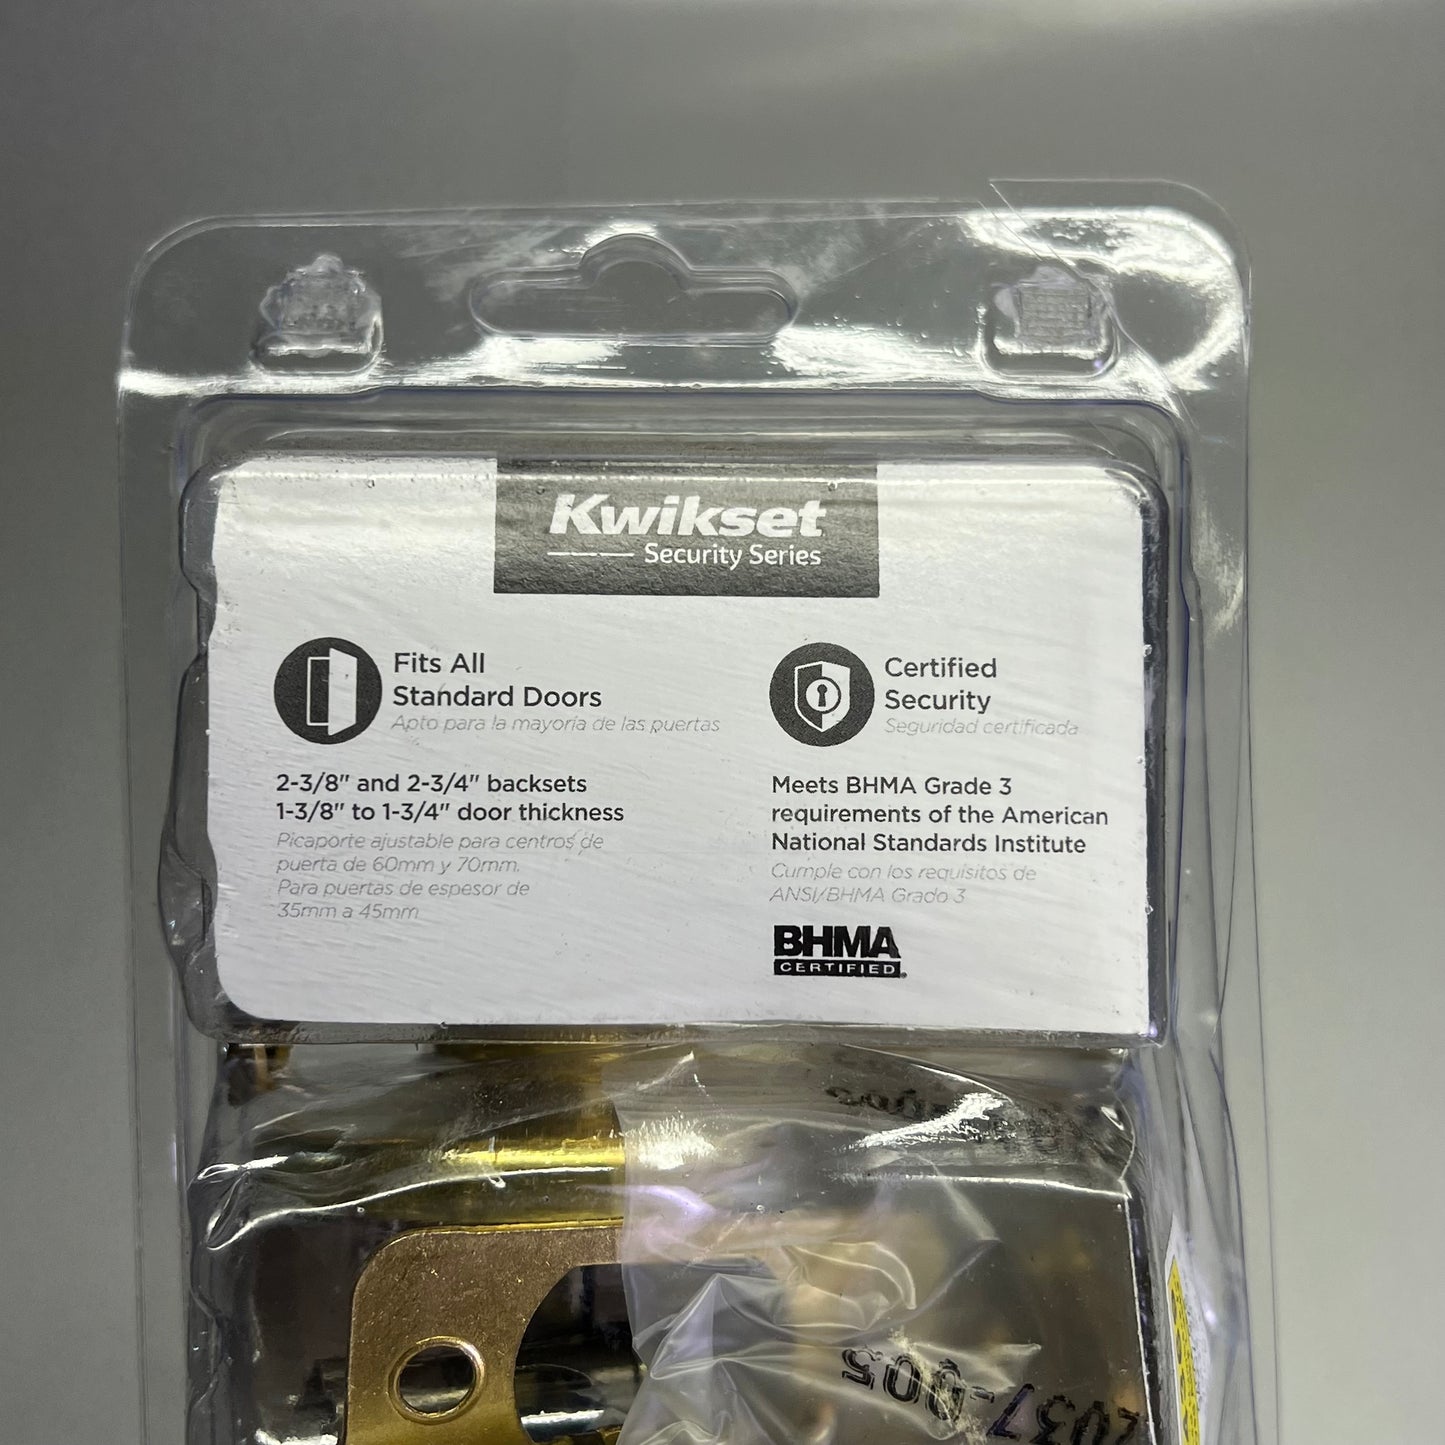 Kwikset
Security Series
Fits All
Standard Doors
Apto para la mayoría de las puertas
2-3/8" and 2-3/4" backsets
1-3/8" to 1-3/4" door thickness
Picaporte ajustable para centros de
puerta de 60mm y 70mm.
Para puertas de espesor de
35mm a 45mm
Certified
Security
Seguridad certificada
Meets BHMA Grade 3
requirements of the American
National Standards Institute
Cumple con los requisitos de
ANSI/BHMA Grado 3
BHMA
CERTIFIED